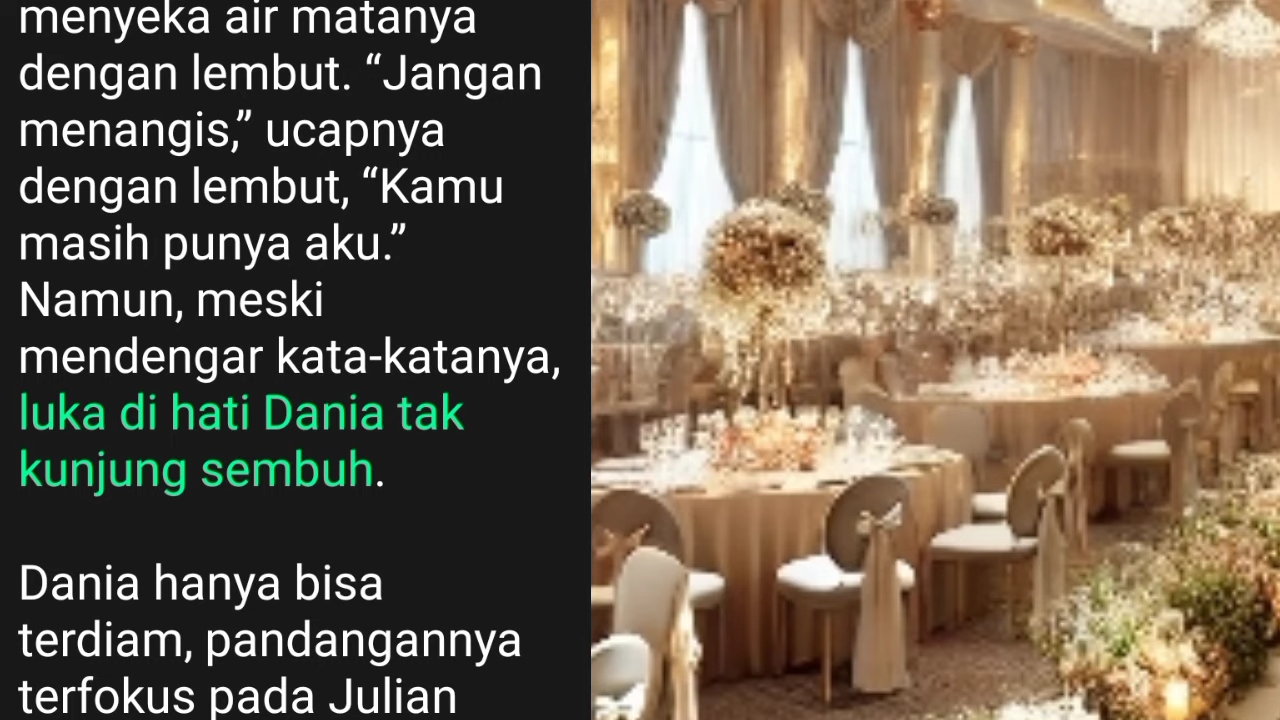 menyeka air matanya
dengan lembut. “Jangan
menangis,” ucapnya
dengan lembut, “Kamu
masih punya aku.”
Namun, meski
mendengar kata-katanya,
luka di hati Dania tak
kunjung sembuh.
Dania hanya bisa
terdiam, pandangannya
terfokus pada Julian